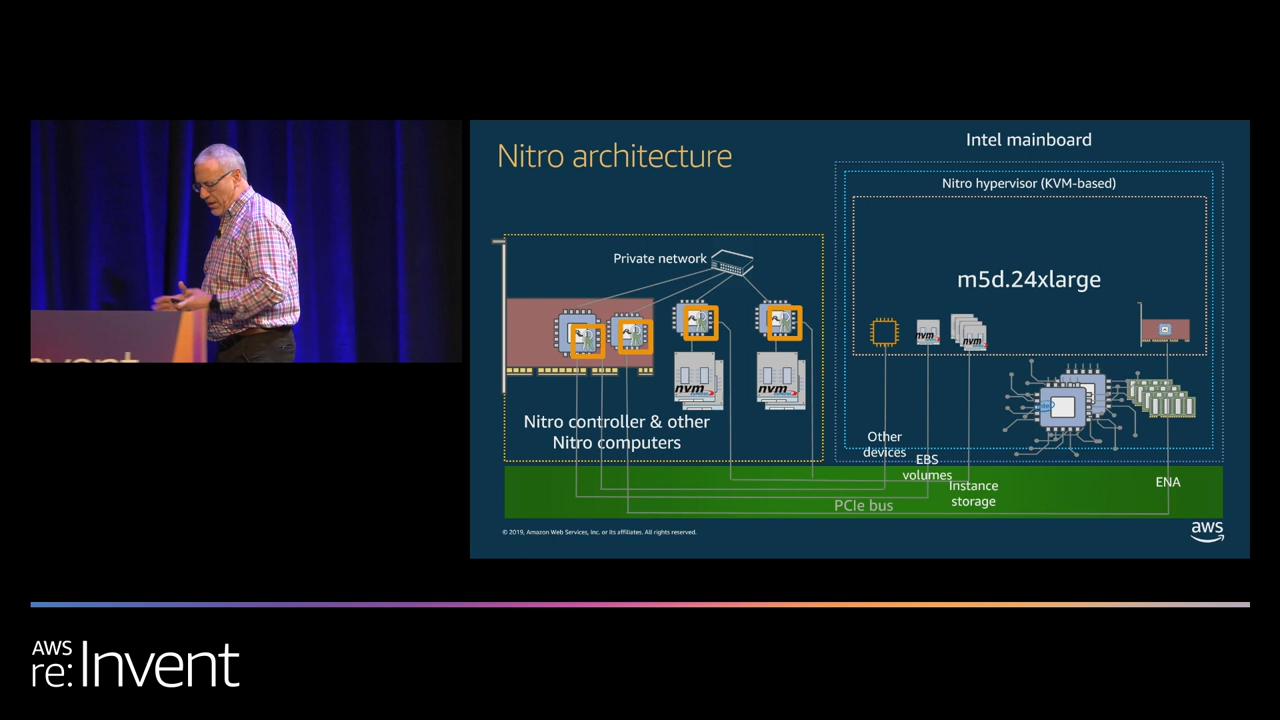 Nitro architecture
Intel mainboard
Nitro hypervisor (KVM-based)
Private network
m5d.24xlarge
nvm
nvm
nvm
nvm
Nitro controller & other
Nitro computers
Other
devices
EBS
volumes
Instance
storage
ENA
PCIe bus
© 2019, Amazon Web Services, Inc. or its affiliates. All rights reserved.
aws
AWS
re:Invent